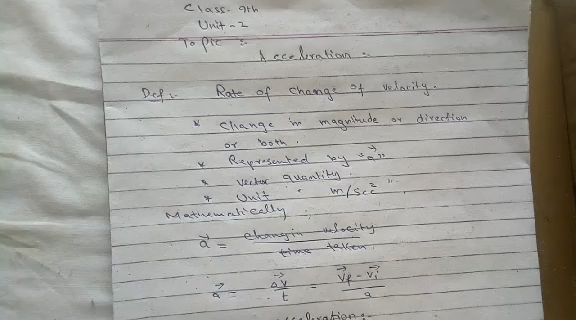 Class- 9th
Unit - 2
Topic :-
Acceleration :-
Def :- Rate of change of velocity.
* change in magnitude or direction
or both.
* Represented by "a⃗"
* vector quantity.
* Unit " m/sec² ".
Mathematically :
a⃗ = change in velocity
time taken
a⃗ = Δv⃗ / t = v⃗f - v⃗i / a